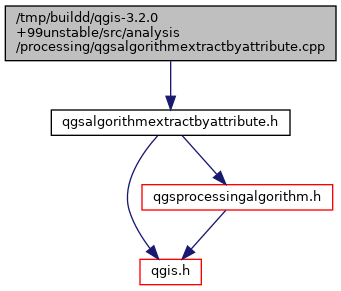 /tmp/buildd/qgis-3.2.0
+99unstable/src/analysis
/processing/qgsalgorithmextractbyattribute.cpp
qgsalgorithmextractbyattribute.h
qgsprocessingalgorithm.h
qgis.h